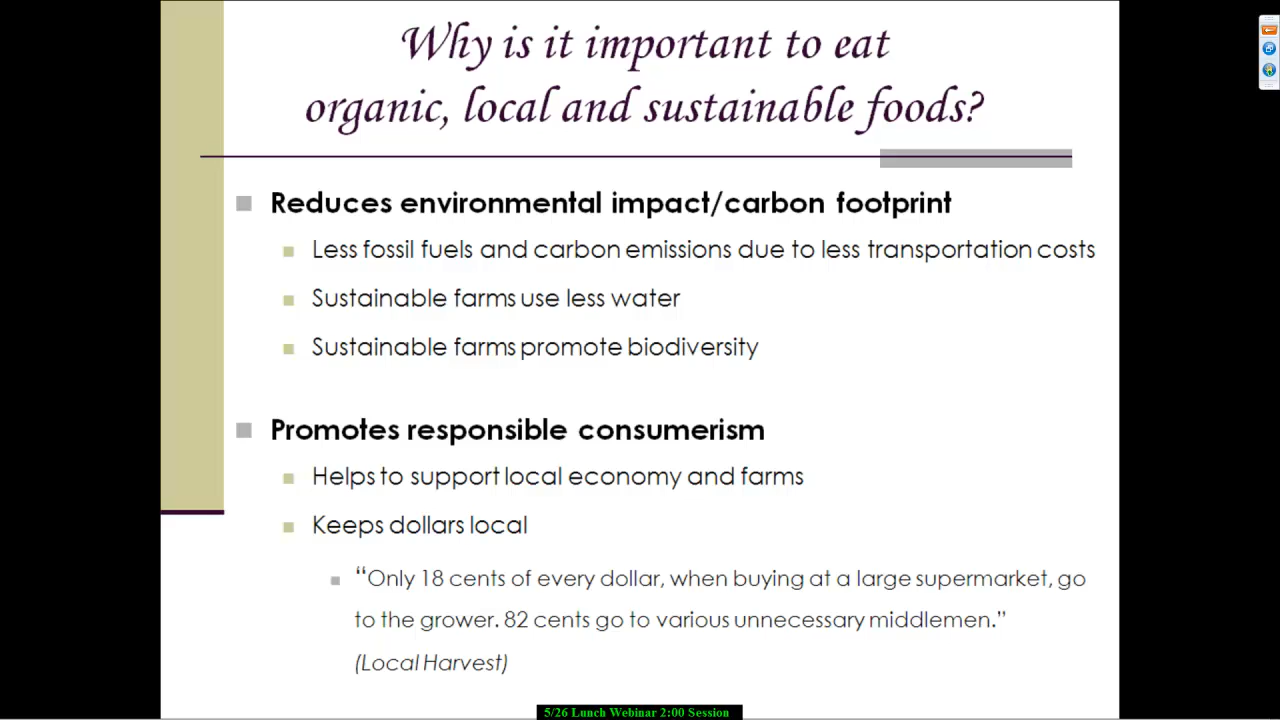 Why is it important to eat
organic, local and sustainable foods?
Reduces environmental impact/carbon footprint
Less fossil fuels and carbon emissions due to less transportation costs
Sustainable farms use less water
Sustainable farms promote biodiversity
Promotes responsible consumerism
Helps to support local economy and farms
Keeps dollars local
“Only 18 cents of every dollar, when buying at a large supermarket, go
to the grower. 82 cents go to various unnecessary middlemen.”
(Local Harvest)
5/26 Lunch Webinar 2:00 Session